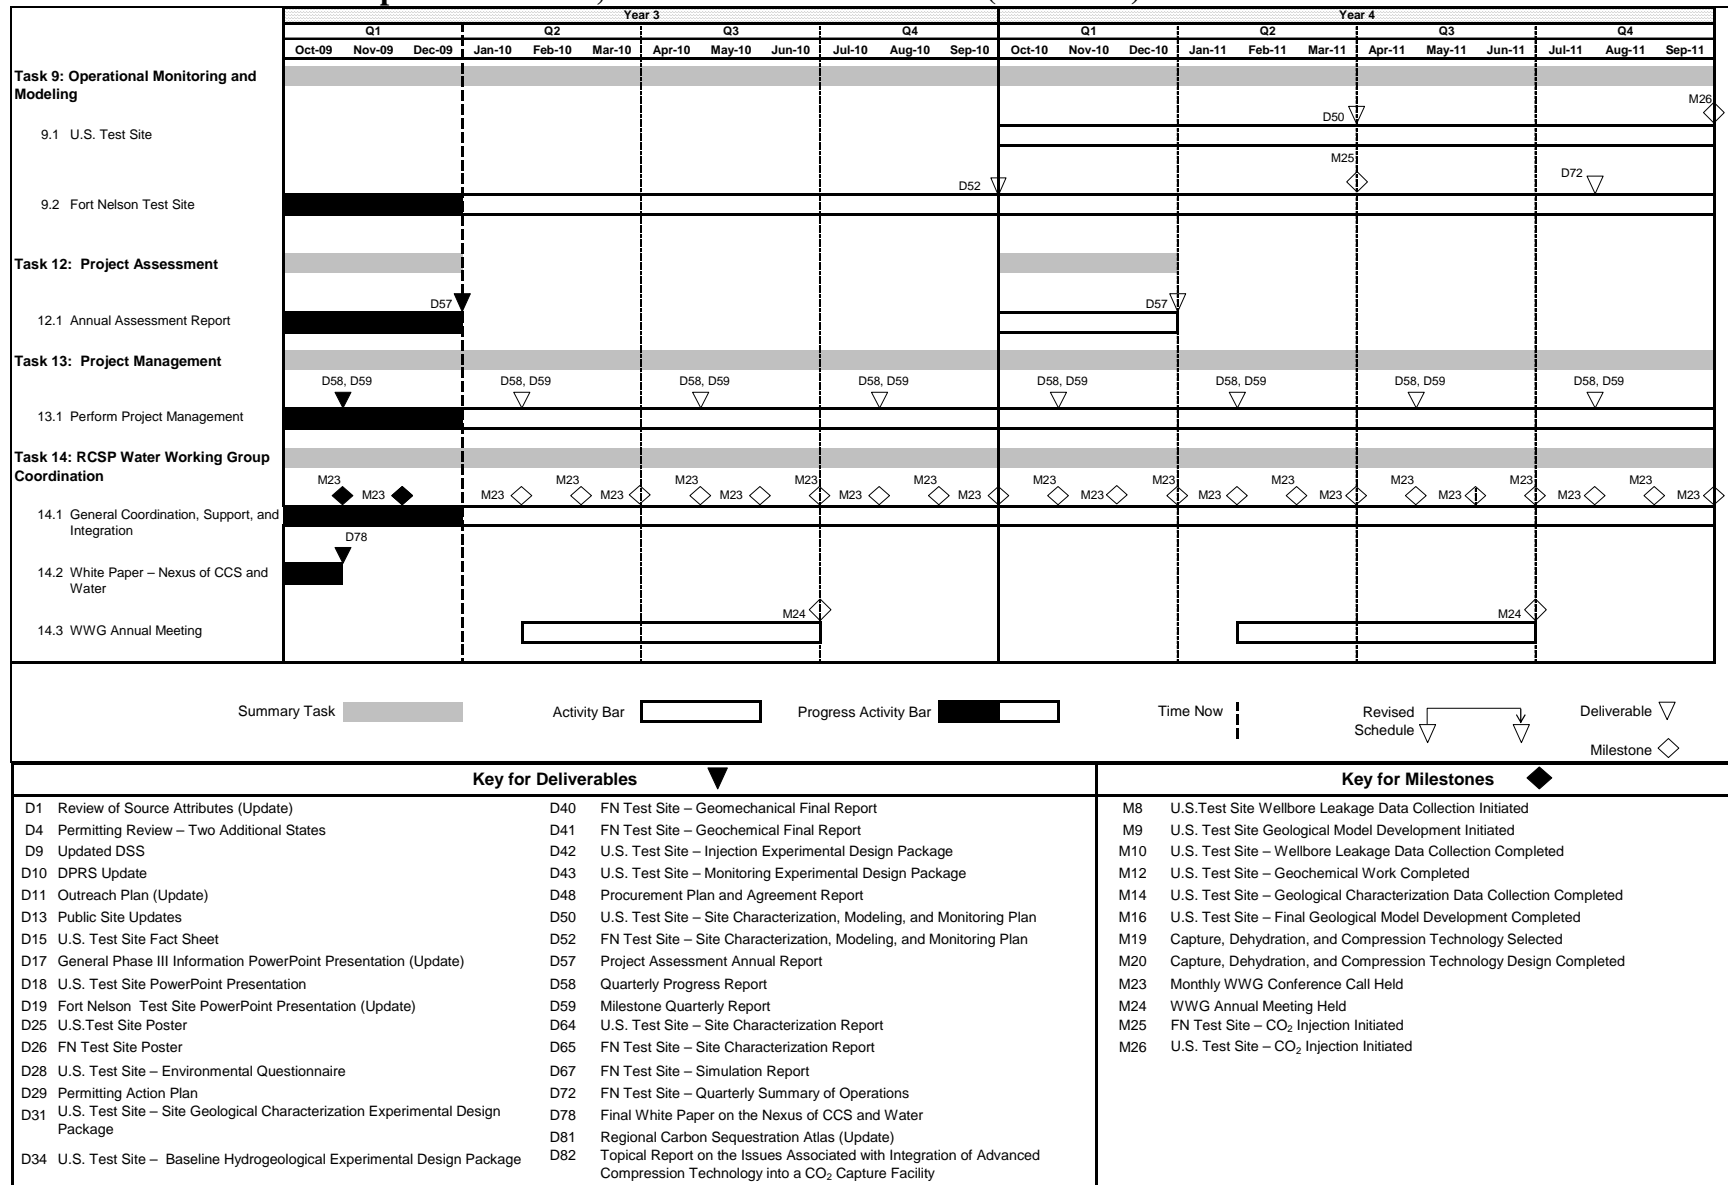 Year 3 Year 4
Q1 Q2 Q3 Q4 Q1 Q2 Q3 Q4
Oct-09 Nov-09 Dec-09 Jan-10 Feb-10 Mar-10 Apr-10 May-10 Jun-10 Jul-10 Aug-10 Sep-10 Oct-10 Nov-10 Dec-10 Jan-11 Feb-11 Mar-11 Apr-11 May-11 Jun-11 Jul-11 Aug-11 Sep-11
Task 9: Operational Monitoring and
Modeling
M26
D50
9.1 U.S. Test Site
M25
D52 D72
9.2 Fort Nelson Test Site
Task 12: Project Assessment
D57 D57
12.1 Annual Assessment Report
Task 13: Project Management
D58, D59 D58, D59 D58, D59 D58, D59 D58, D59 D58, D59 D58, D59 D58, D59
13.1 Perform Project Management
Task 14: RCSP Water Working Group
Coordination
M23 M23 M23 M23 M23 M23 M23 M23 M23 M23 M23
M23 M23 M23 M23 M23 M23 M23 M23 M23 M23 M23 M23
14.1 General Coordination, Support, and
Integration
D78
14.2 White Paper – Nexus of CCS and
Water
M24 M24
14.3 WWG Annual Meeting
Summary Task Activity Bar Progress Activity Bar Time Now Revised
Schedule
Deliverable
Milestone
Key for Deliverables
D1 Review of Source Attributes (Update)
D4 Permitting Review – Two Additional States
D9 Updated DSS
D10 DPRS Update
D11 Outreach Plan (Update)
D13 Public Site Updates
D15 U.S. Test Site Fact Sheet
D17 General Phase III Information PowerPoint Presentation (Update)
D18 U.S. Test Site PowerPoint Presentation
D19 Fort Nelson Test Site PowerPoint Presentation (Update)
D25 U.S.Test Site Poster
D26 FN Test Site Poster
D28 U.S. Test Site – Environmental Questionnaire
D29 Permitting Action Plan
D31 U.S. Test Site – Site Geological Characterization Experimental Design
Package
D34 U.S. Test Site – Baseline Hydrogeological Experimental Design Package
D40 FN Test Site – Geomechanical Final Report
D41 FN Test Site – Geochemical Final Report
D42 U.S. Test Site – Injection Experimental Design Package
D43 U.S. Test Site – Monitoring Experimental Design Package
D48 Procurement Plan and Agreement Report
D50 U.S. Test Site – Site Characterization, Modeling, and Monitoring Plan
D52 FN Test Site – Site Characterization, Modeling, and Monitoring Plan
D57 Project Assessment Annual Report
D58 Quarterly Progress Report
D59 Milestone Quarterly Report
D64 U.S. Test Site – Site Characterization Report
D65 FN Test Site – Site Characterization Report
D67 FN Test Site – Simulation Report
D72 FN Test Site – Quarterly Summary of Operations
D78 Final White Paper on the Nexus of CCS and Water
D81 Regional Carbon Sequestration Atlas (Update)
D82 Topical Report on the Issues Associated with Integration of Advanced
Compression Technology into a CO₂ Capture Facility
Key for Milestones
M8 U.S.Test Site Wellbore Leakage Data Collection Initiated
M9 U.S. Test Site Geological Model Development Initiated
M10 U.S. Test Site – Wellbore Leakage Data Collection Completed
M12 U.S. Test Site – Geochemical Work Completed
M14 U.S. Test Site – Geological Characterization Data Collection Completed
M16 U.S. Test Site – Final Geological Model Development Completed
M19 Capture, Dehydration, and Compression Technology Selected
M20 Capture, Dehydration, and Compression Technology Design Completed
M23 Monthly WWG Conference Call Held
M24 WWG Annual Meeting Held
M25 FN Test Site – CO₂ Injection Initiated
M26 U.S. Test Site – CO₂ Injection Initiated